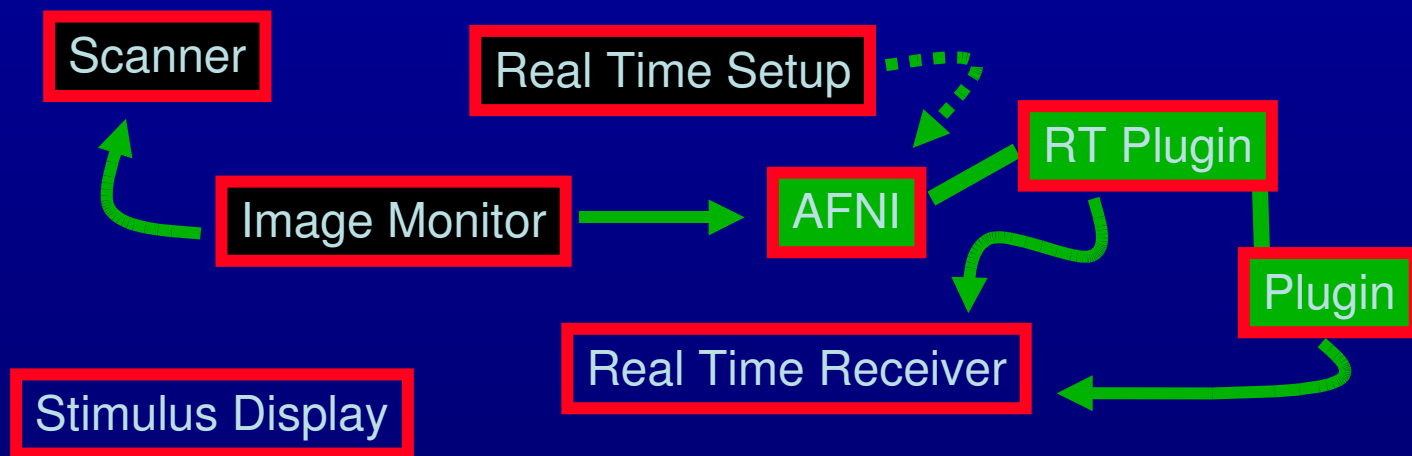 Scanner
Real Time Setup
RT Plugin
Image Monitor
AFNI
Plugin
Real Time Receiver
Stimulus Display